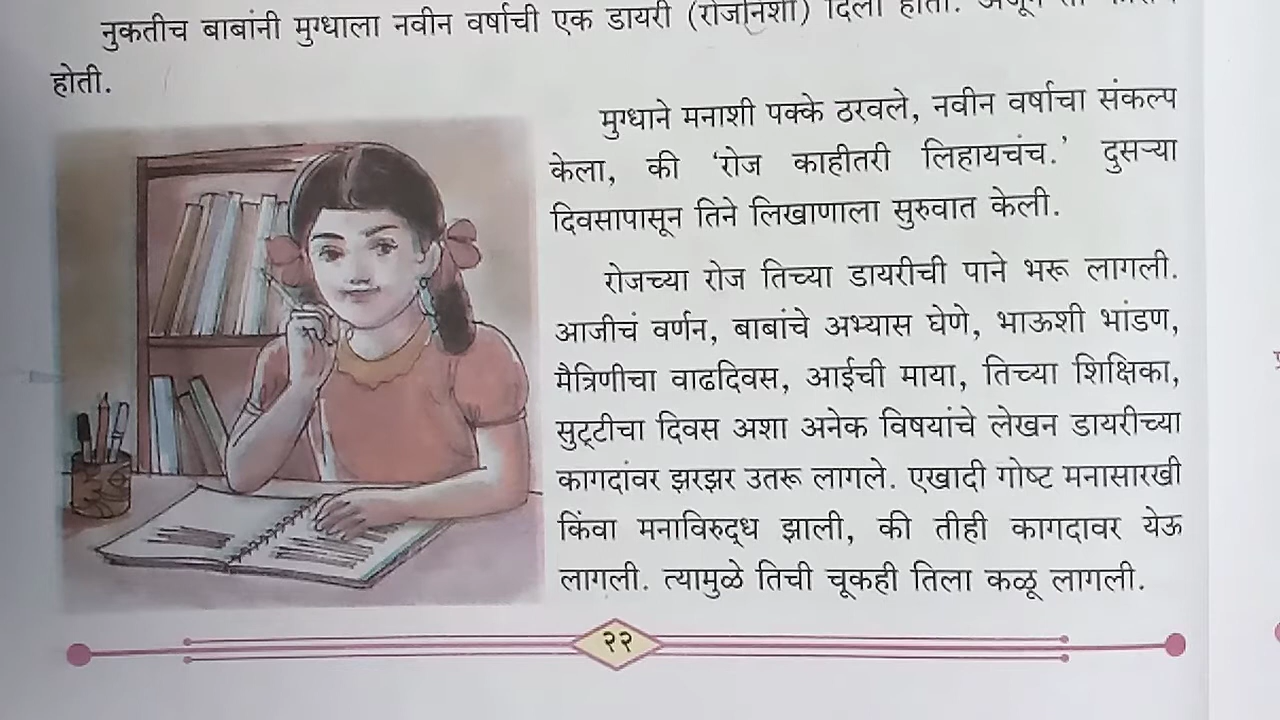 नुकतीच बाबांनी मुग्धाला नवीन वर्षाची एक डायरी (रोजनिशी) दिली होती.
होती.
मुग्धाने मनाशी पक्के ठरवले, नवीन वर्षाचा संकल्प
केला, की ‘रोज काहीतरी लिहायचंच.’ दुसऱ्या
दिवसापासून तिने लिखाणाला सुरुवात केली.
रोजच्या रोज तिच्या डायरीची पाने भरू लागली.
आजीचं वर्णन, बाबांचे अभ्यास घेणे, भाऊशी भांडण,
मैत्रिणीचा वाढदिवस, आईची माया, तिच्या शिक्षिका,
सुट्टीचा दिवस अशा अनेक विषयांचे लेखन डायरीच्या
कागदांवर झरझर उतरू लागले. एखादी गोष्ट मनासारखी
किंवा मनाविरुद्ध झाली, की तीही कागदावर येऊ
लागली. त्यामुळे तिची चूकही तिला कळू लागली.
२२